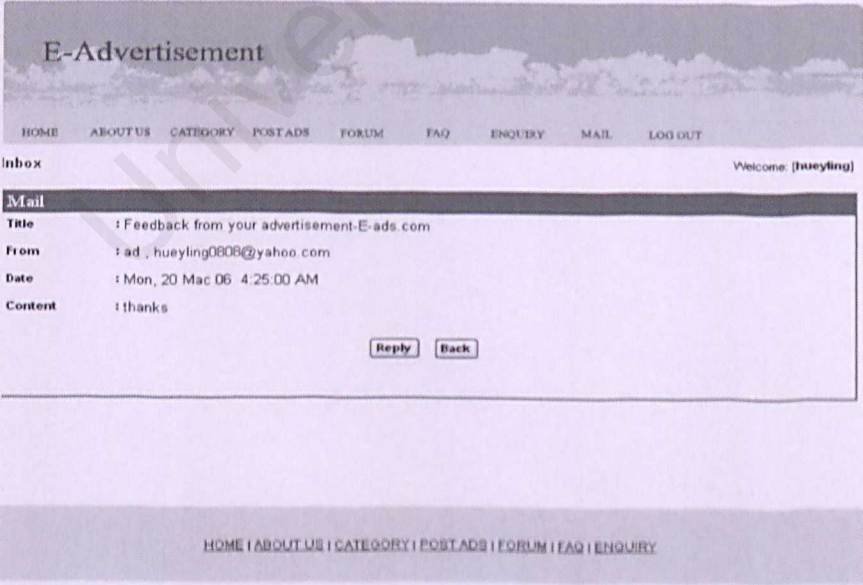 E-Advertisement
HOME ABOUT US CATEGORY POST ADS FORUM FAQ ENQUIRY MAIL LOG OUT
Inbox Welcome: [hueyling]
Mail
Title : Feedback from your advertisement-E-ads.com
From : ad , hueyling0808@yahoo.com
Date : Mon, 20 Mac 06 4:25:00 AM
Content : thanks
Reply Back
HOME | ABOUT US | CATEGORY | POST ADS | FORUM | FAQ | ENQUIRY